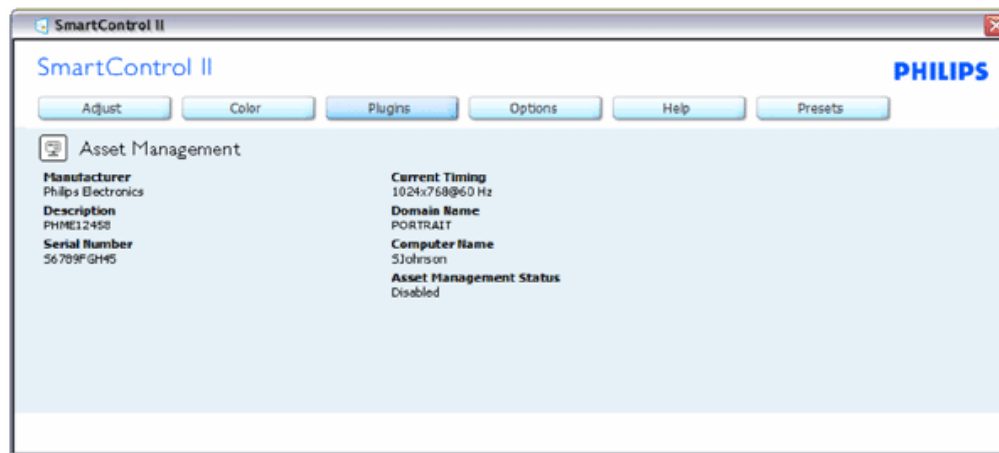 SmartControl II
SmartControl II
PHILIPS
Adjust Color Plugins Options Help Presets
Asset Management
Manufacturer
Philips Electronics
Description
PHME12458
Serial Number
56789FGH45
Current Timing
1024x768@60 Hz
Domain Name
PORTRAIT
Computer Name
SJohnson
Asset Management Status
Disabled